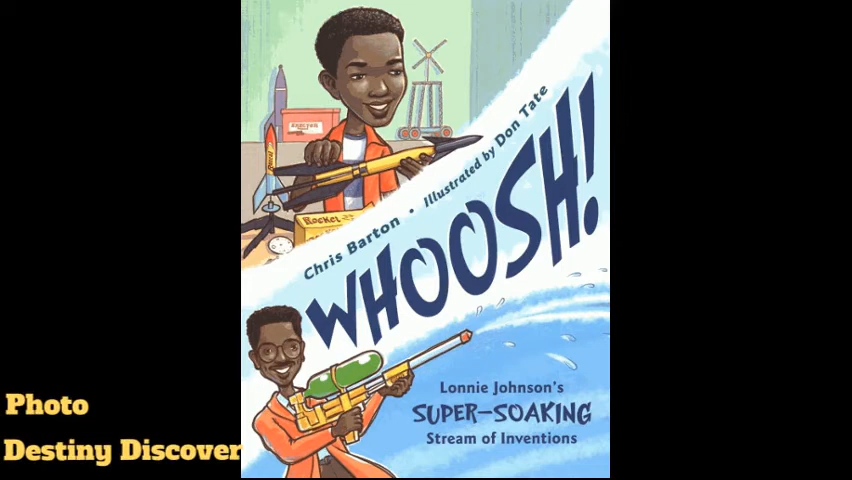 Chris Barton • Illustrated by Don Tate
WHOOSH!
Lonnie Johnson's
SUPER-SOAKING
Stream of Inventions
ROCKET
Photo
Destiny Discover